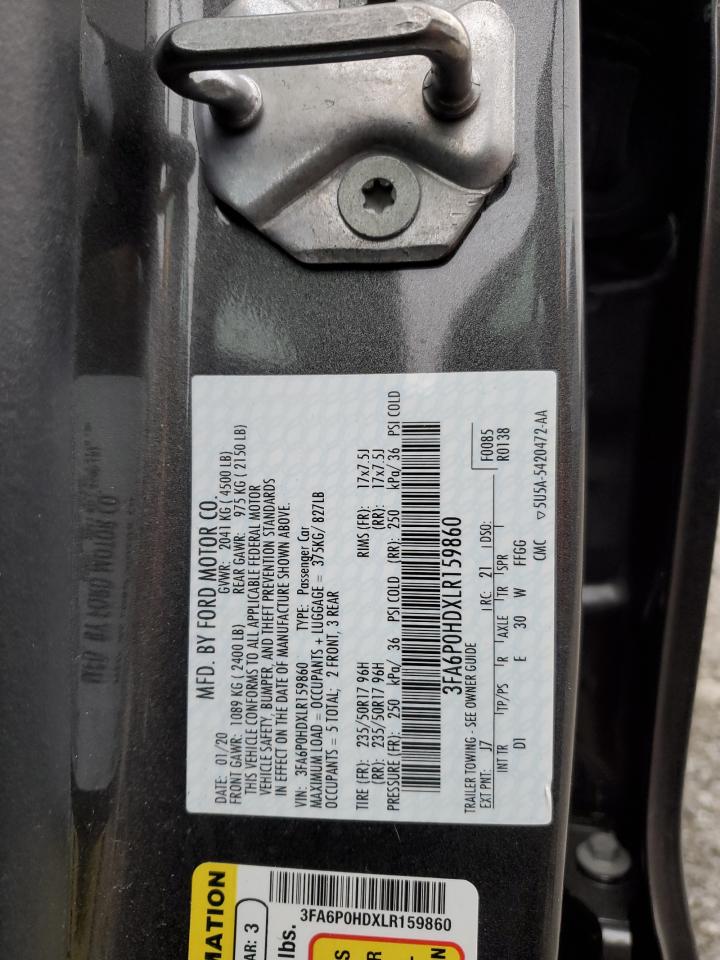 MFD. BY FORD MOTOR CO.
DATE: 01/20 GVWR: 2041 KG (4500 LB)
FRONT GAWR: 1089 KG (2400 LB) REAR GAWR: 975 KG (2150 LB)
THIS VEHICLE CONFORMS TO ALL APPLICABLE FEDERAL MOTOR
VEHICLE SAFETY, BUMPER, AND THEFT PREVENTION STANDARDS
IN EFFECT ON THE DATE OF MANUFACTURE SHOWN ABOVE.
VIN: 3FA6P0HDXLR159860 TYPE: Passenger Car
MAXIMUM LOAD = OCCUPANTS + LUGGAGE = 375KG/ 827LB
OCCUPANTS = 5 TOTAL; 2 FRONT, 3 REAR
TIRE (FR): 235/50R17 96H RIMS (FR): 17x7.5J
(RR): 235/50R17 96H (RR): 17x7.5J
PRESSURE (FR): 250 kPa/ 36 PSI COLD (RR): 250 kPa/ 36 PSI COLD
3FA6P0HDXLR159860
TRAILER TOWING - SEE OWNER GUIDE
F0085
R0138
EXT PNT: J7 RC: 21 DSO:
INT TR TP/PS R AXLE TR SPR
DI E 30 W FFGG
CMC ▽5U5A-5420472-AA
3FA6P0HDXLR159860
MATION
AR: 3
lbs.